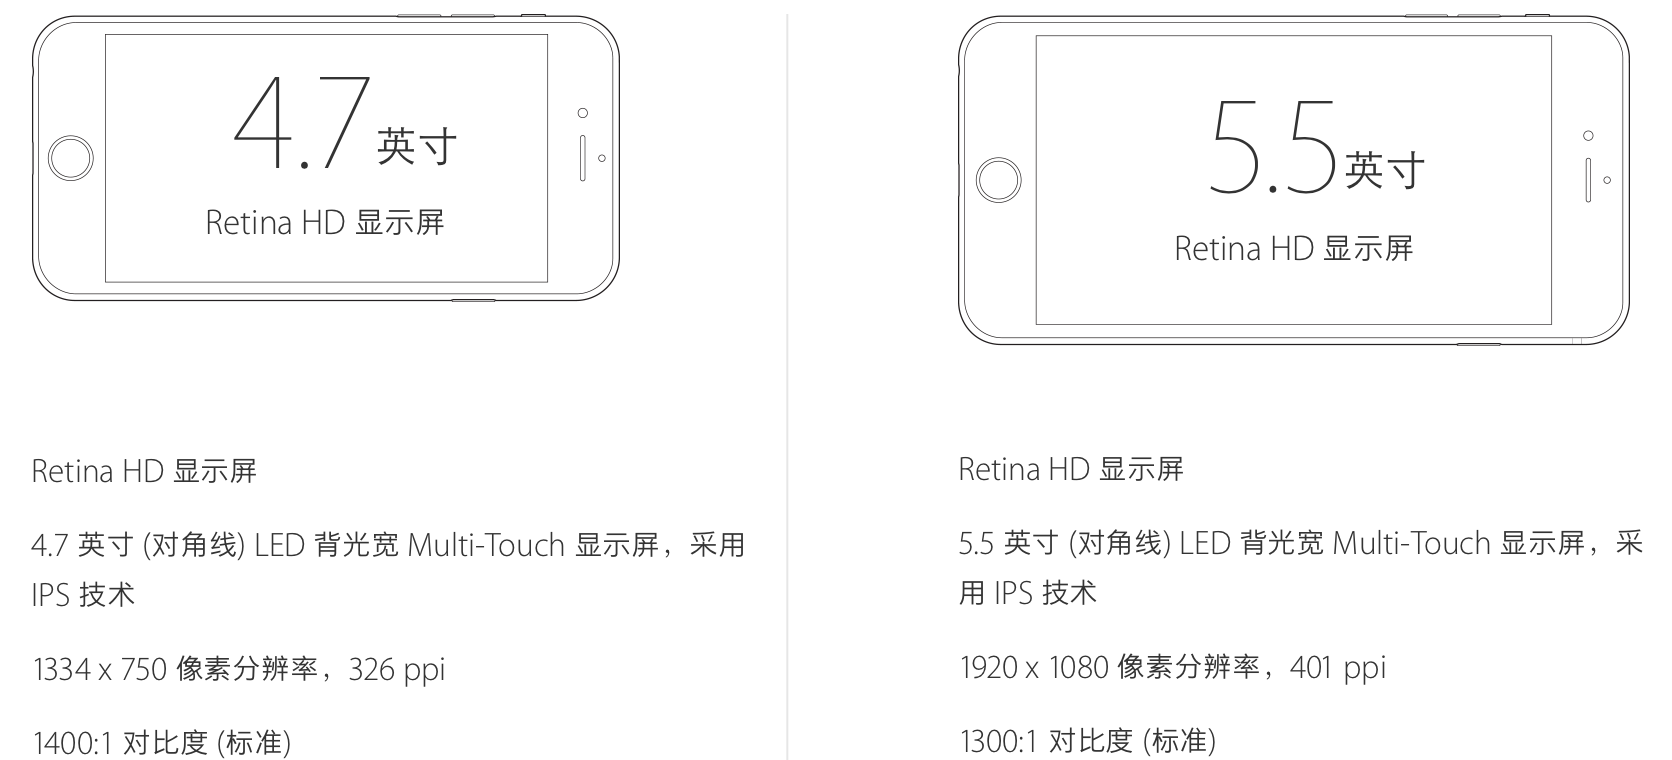 4.7 英寸
Retina HD 显示屏
Retina HD 显示屏
4.7 英寸 (对角线) LED 背光宽 Multi-Touch 显示屏，采用
IPS 技术
1334 x 750 像素分辨率，326 ppi
1400:1 对比度 (标准)
5.5 英寸
Retina HD 显示屏
Retina HD 显示屏
5.5 英寸 (对角线) LED 背光宽 Multi-Touch 显示屏，采
用 IPS 技术
1920 x 1080 像素分辨率，401 ppi
1300:1 对比度 (标准)